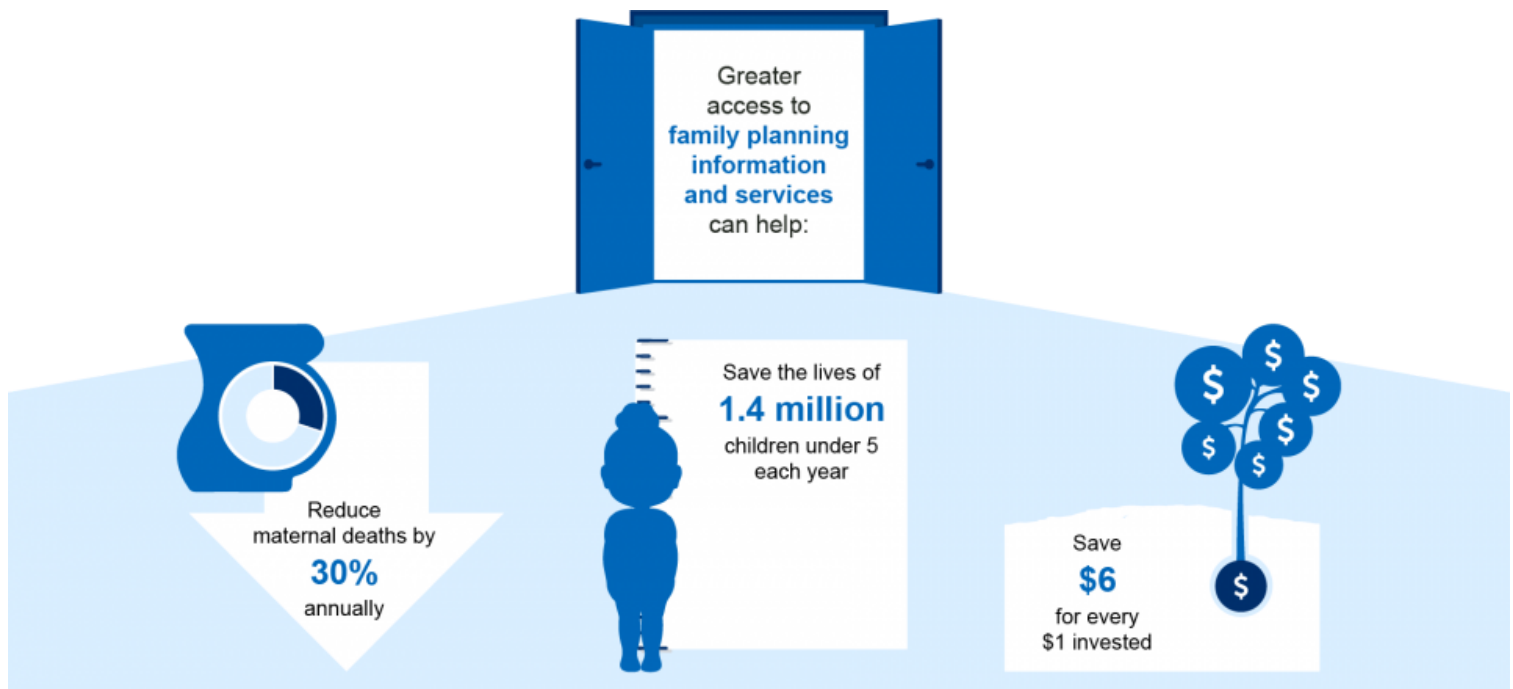 Greater
access to
family planning
information
and services
can help:
Reduce
maternal deaths by
30%
annually
Save the lives of
1.4 million
children under 5
each year
$
$
$
$
$
$
Save
$6
for every
$1 invested
$